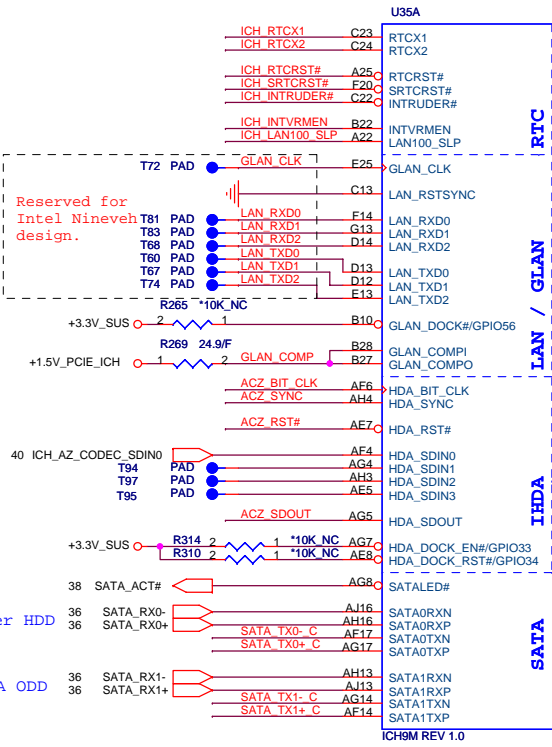 U35A
ICH_RTCX1 C23 RTCX1
ICH_RTCX2 C24 RTCX2
ICH_RTCRST# A25 RTCRST#
ICH_SRTCRST# F20 SRTCRST#
ICH_INTRUDER# C22 INTRUDER#
ICH_INTVRMEN B22 INTVRMEN
ICH_LAN100_SLP A22 LAN100_SLP
RTC
T72 PAD GLAN_CLK E25 GLAN_CLK
C13 LAN_RSTSYNC
Reserved for
Intel Nineveh
design.
T81 PAD LAN_RXD0 F14 LAN_RXD0
T83 PAD LAN_RXD1 G13 LAN_RXD1
T68 PAD LAN_RXD2 D14 LAN_RXD2
T60 PAD LAN_TXD0 D13 LAN_TXD0
T67 PAD LAN_TXD1 D12 LAN_TXD1
T74 PAD LAN_TXD2 E13 LAN_TXD2
LAN / GLAN
R265 *10K_NC
+3.3V_SUS 2 1 B10 GLAN_DOCK#/GPIO56
R269 24.9/F
+1.5V_PCIE_ICH 1 2 GLAN_COMP B28 GLAN_COMPI
B27 GLAN_COMPO
ACZ_BIT_CLK AF6 HDA_BIT_CLK
ACZ_SYNC AH4 HDA_SYNC
ACZ_RST# AE7 HDA_RST#
40 ICH_AZ_CODEC_SDIN0 AF4 HDA_SDIN0
T94 PAD AG4 HDA_SDIN1
T97 PAD AH3 HDA_SDIN2
T95 PAD AE5 HDA_SDIN3
IHDA
ACZ_SDOUT AG5 HDA_SDOUT
+3.3V_SUS R314 2 1 *10K_NC AG7 HDA_DOCK_EN#/GPIO33
R310 2 1 *10K_NC AE8 HDA_DOCK_RST#/GPIO34
38 SATA_ACT# AG8 SATALED#
er HDD
36 SATA_RX0- AJ16 SATA0RXN
36 SATA_RX0+ AH16 SATA0RXP
SATA_TX0-_C AF17 SATA0TXN
SATA_TX0+_C AG17 SATA0TXP
SATA
A ODD
36 SATA_RX1- AH13 SATA1RXN
36 SATA_RX1+ AJ13 SATA1RXP
SATA_TX1-_C AG14 SATA1TXN
SATA_TX1+_C AF14 SATA1TXP
ICH9M REV 1.0